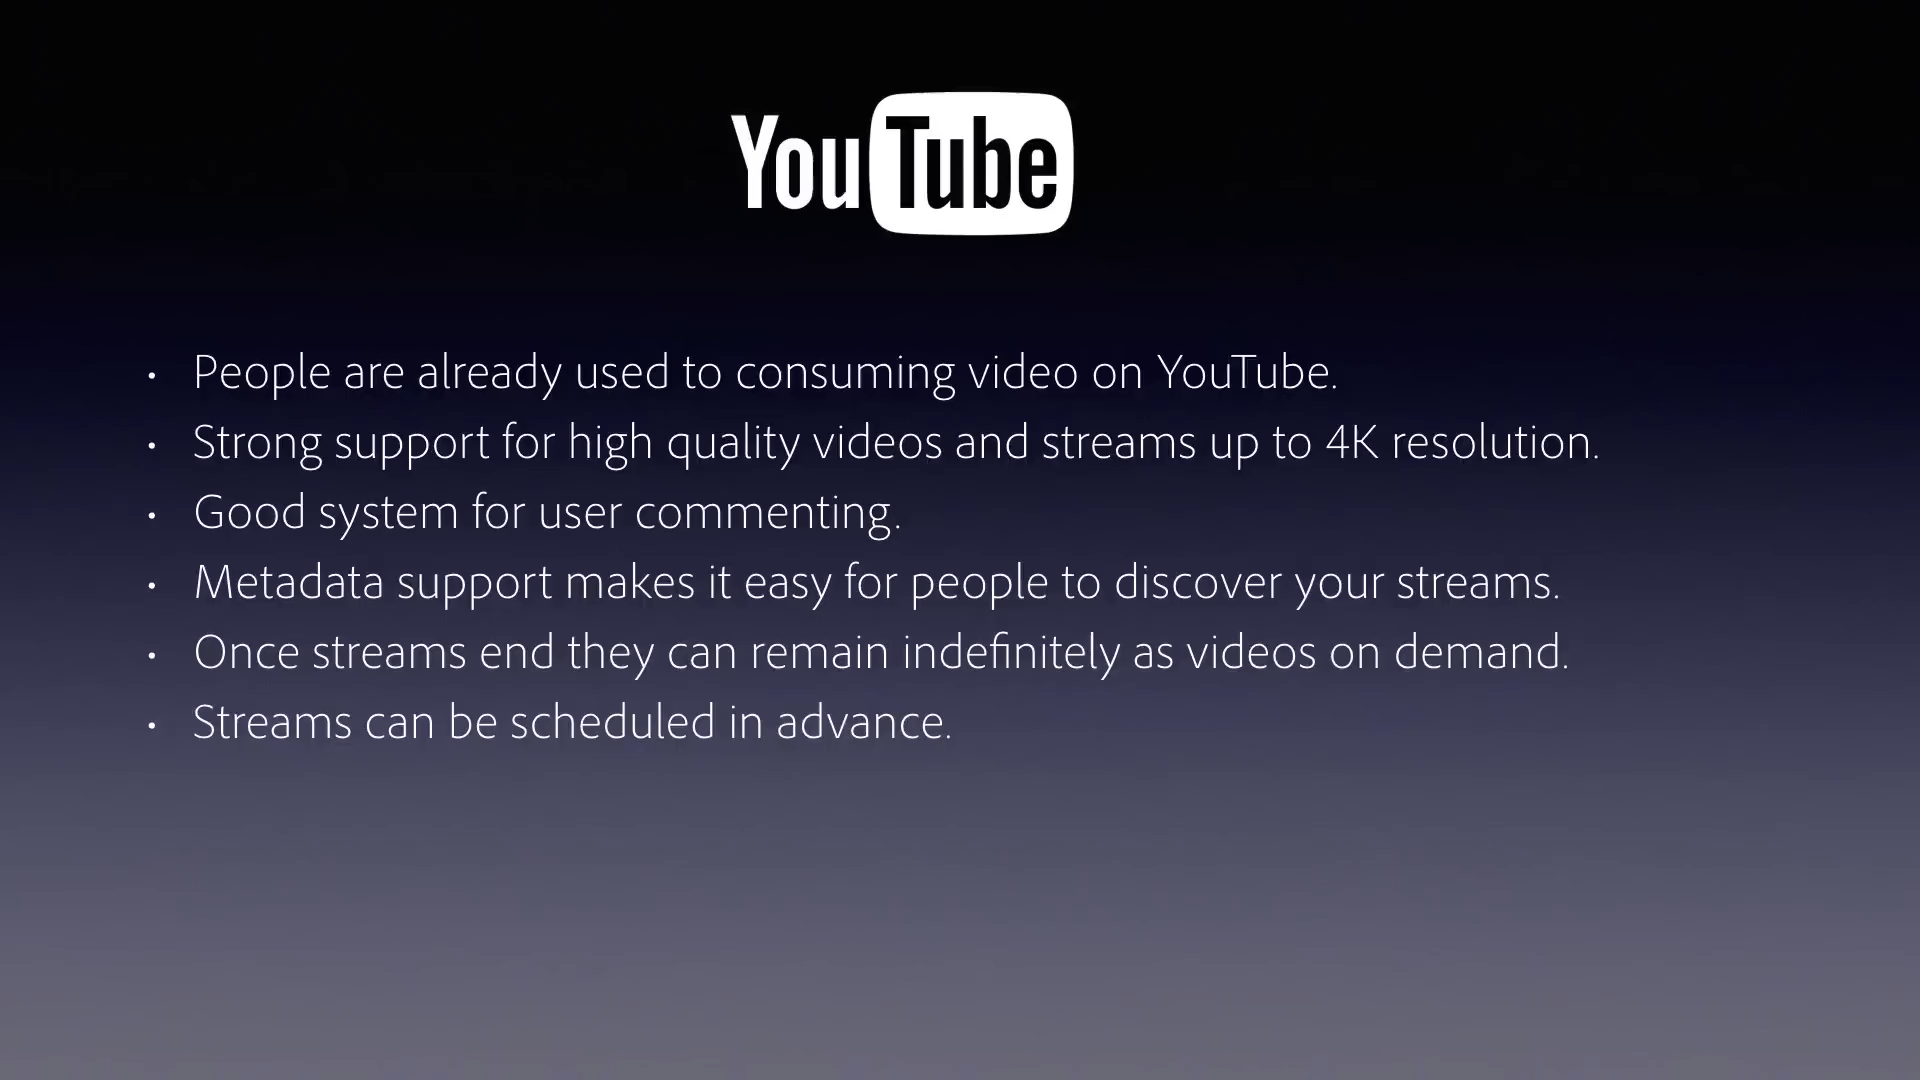 YouTube
• People are already used to consuming video on YouTube.
• Strong support for high quality videos and streams up to 4K resolution.
• Good system for user commenting.
• Metadata support makes it easy for people to discover your streams.
• Once streams end they can remain indefinitely as videos on demand.
• Streams can be scheduled in advance.